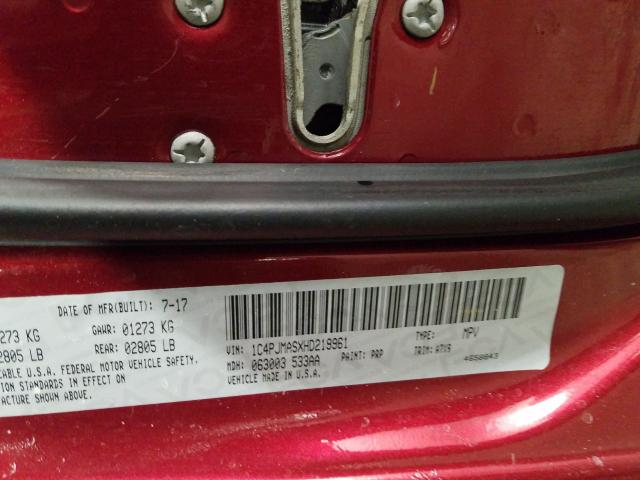 DATE OF MFR(BUILT): 7-17
273 KG GAWR: 01273 KG
2805 LB REAR: 02805 LB
CABLE U.S.A. FEDERAL MOTOR VEHICLE SAFETY,
ION STANDARDS IN EFFECT ON
ACTURE SHOWN ABOVE.
VIN: 1C4PJMASXHD219961 TYPE: MPV
MDH: 063003 533AA PAINT: PRP TRIM: A7X9
VEHICLE MADE IN U.S.A. 4658043